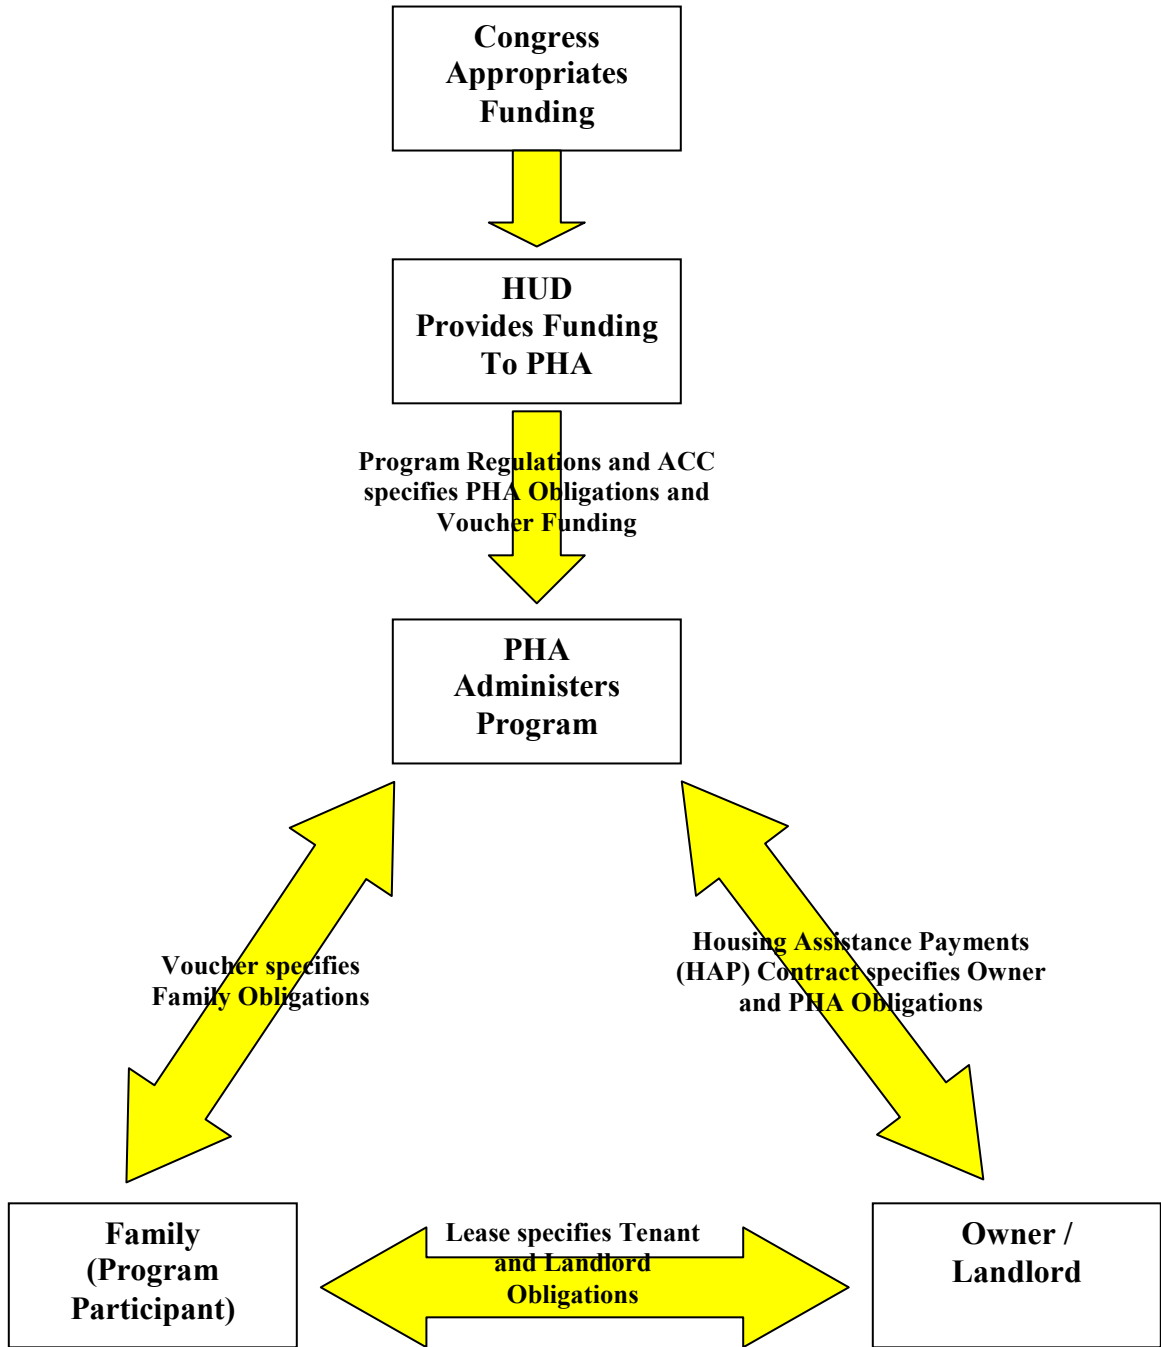 Congress
Appropriates
Funding
HUD
Provides Funding
To PHA
Program Regulations and ACC
specifies PHA Obligations and
Voucher Funding
PHA
Administers
Program
Voucher specifies
Family Obligations
Housing Assistance Payments
(HAP) Contract specifies Owner
and PHA Obligations
Family
(Program
Participant)
Lease specifies Tenant
and Landlord
Obligations
Owner /
Landlord